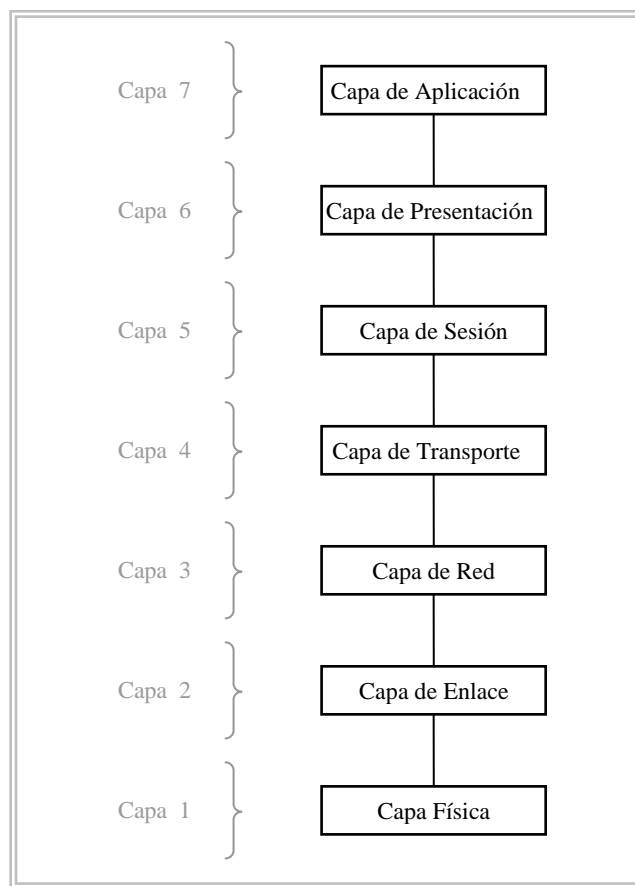 Capa 7 Capa de Aplicación
Capa 6 Capa de Presentación
Capa 5 Capa de Sesión
Capa 4 Capa de Transporte
Capa 3 Capa de Red
Capa 2 Capa de Enlace
Capa 1 Capa Física